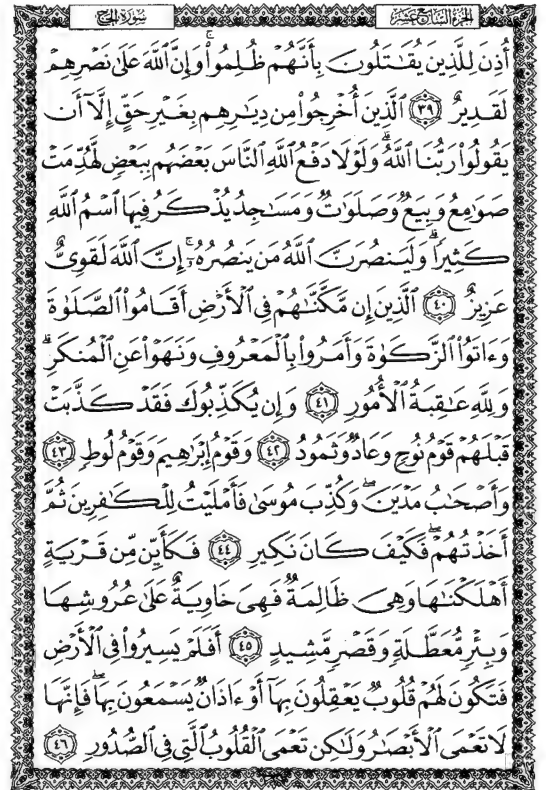 الجزء السابع عشر
سورة الحج
أُذِنَ لِلَّذِينَ يُقَٰتَلُونَ بِأَنَّهُمْ ظُلِمُوا۟ ۚ وَإِنَّ ٱللَّهَ عَلَىٰ نَصْرِهِمْ
لَقَدِيرٌ ٣٩ ٱلَّذِينَ أُخْرِجُوا۟ مِن دِيَٰرِهِم بِغَيْرِ حَقٍّ إِلَّآ أَن
يَقُولُوا۟ رَبُّنَا ٱللَّهُ ۗ وَلَوْلَا دَفْعُ ٱللَّهِ ٱلنَّاسَ بَعْضَهُم بِبَعْضٍ لَّهُدِّمَتْ
صَوَٰمِعُ وَبِيَعٌ وَصَلَوَٰتٌ وَمَسَٰجِدُ يُذْكَرُ فِيهَا ٱسْمُ ٱللَّهِ
كَثِيرًا ۗ وَلَيَنصُرَنَّ ٱللَّهُ مَن يَنصُرُهُۥٓ ۗ إِنَّ ٱللَّهَ لَقَوِىٌّ
عَزِيزٌ ٤٠ ٱلَّذِينَ إِن مَّكَّنَّٰهُمْ فِى ٱلْأَرْضِ أَقَامُوا۟ ٱلصَّلَوٰةَ
وَءَاتَوُا۟ ٱلزَّكَوٰةَ وَأَمَرُوا۟ بِٱلْمَعْرُوفِ وَنَهَوْا۟ عَنِ ٱلْمُنكَرِ ۗ
وَلِلَّهِ عَٰقِبَةُ ٱلْأُمُورِ ٤١ وَإِن يُكَذِّبُوكَ فَقَدْ كَذَّبَتْ
قَبْلَهُمْ قَوْمُ نُوحٍ وَعَادٌ وَثَمُودُ ٤٢ وَقَوْمُ إِبْرَٰهِيمَ وَقَوْمُ لُوطٍ ٤٣
وَأَصْحَٰبُ مَدْيَنَ ۖ وَكُذِّبَ مُوسَىٰ فَأَمْلَيْتُ لِلْكَٰفِرِينَ ثُمَّ
أَخَذْتُهُمْ ۖ فَكَيْفَ كَانَ نَكِيرِ ٤٤ فَكَأَيِّن مِّن قَرْيَةٍ
أَهْلَكْنَٰهَا وَهِىَ ظَالِمَةٌ فَهِىَ خَاوِيَةٌ عَلَىٰ عُرُوشِهَا
وَبِئْرٍ مُّعَطَّلَةٍ وَقَصْرٍ مَّشِيدٍ ٤٥ أَفَلَمْ يَسِيرُوا۟ فِى ٱلْأَرْضِ
فَتَكُونَ لَهُمْ قُلُوبٌ يَعْقِلُونَ بِهَآ أَوْ ءَاذَانٌ يَسْمَعُونَ بِهَا ۖ فَإِنَّهَا
لَا تَعْمَى ٱلْأَبْصَٰرُ وَلَٰكِن تَعْمَى ٱلْقُلُوبُ ٱلَّتِى فِى ٱلصُّدُورِ ٤٦